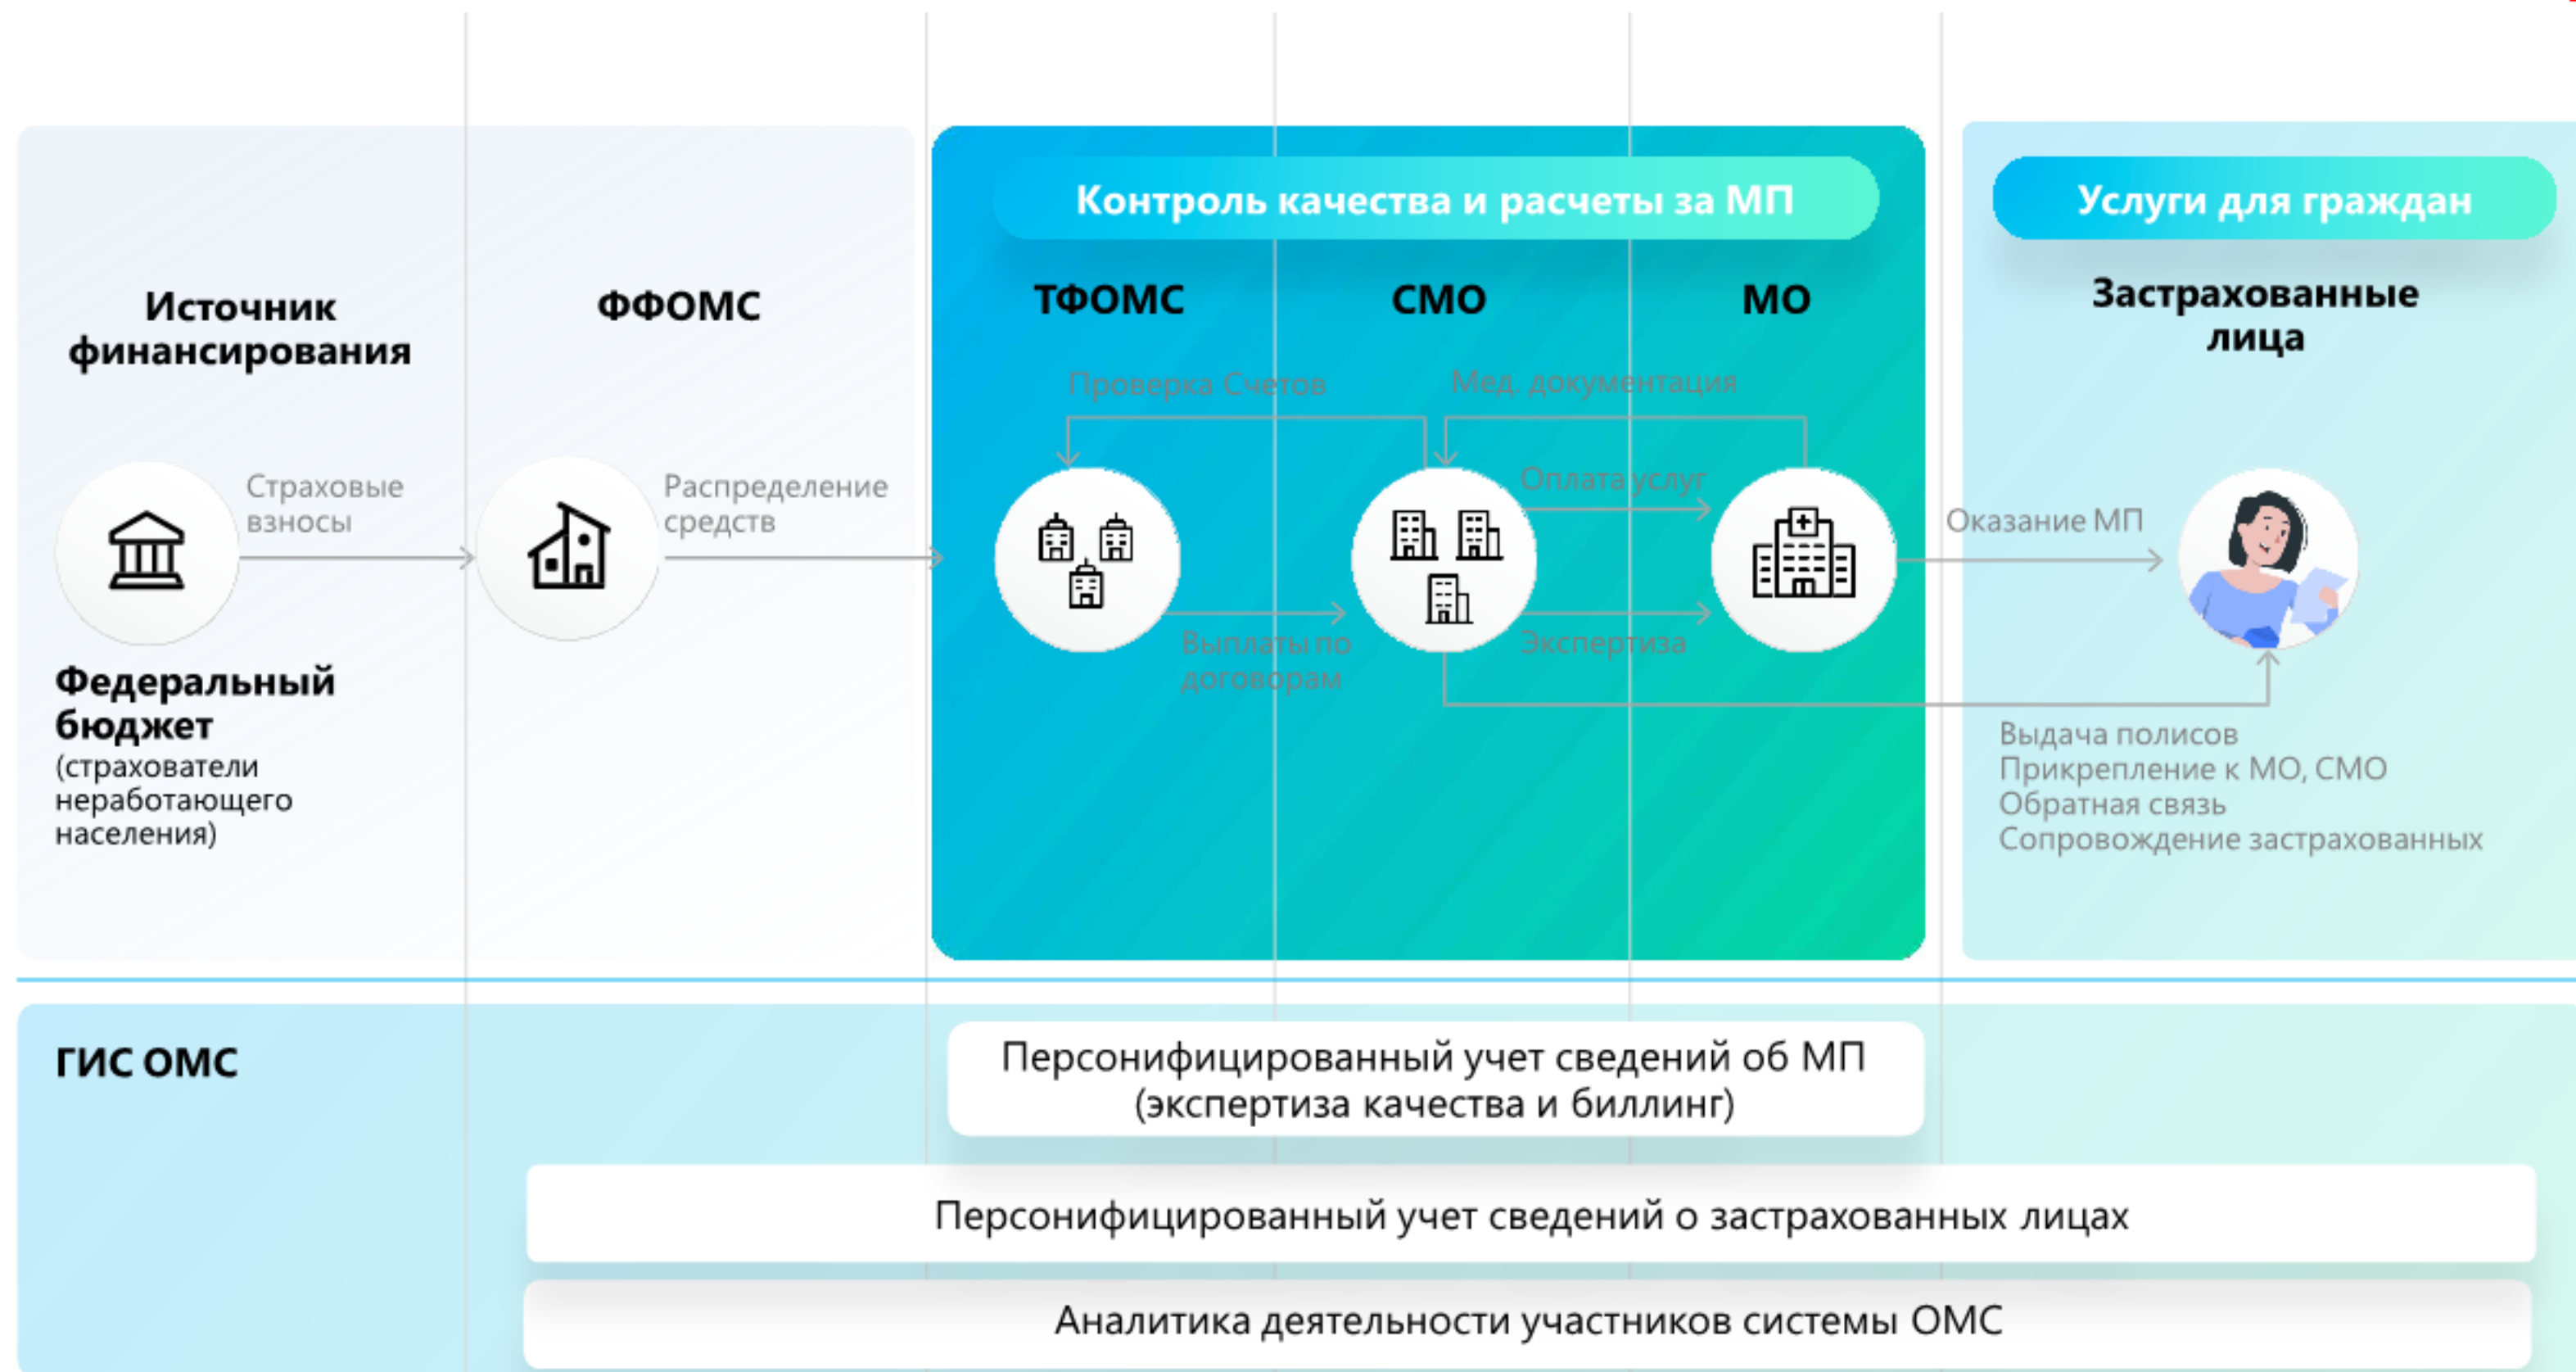 Контроль качества и расчеты за МП
Услуги для граждан
Источник
финансирования
ФФОМС
ТФОМС
СМО
МО
Застрахованные
лица
Проверка Счетов
Мед. документация
Страховые
взносы
Распределение
средств
Оплата услуг
Оказание МП
Выплаты по
договорам
Экспертиза
Федеральный
бюджет
(страхователи
неработающего
населения)
Выдача полисов
Прикрепление к МО, СМО
Обратная связь
Сопровождение застрахованных
ГИС ОМС
Персонифицированный учет сведений об МП
(экспертиза качества и биллинг)
Персонифицированный учет сведений о застрахованных лицах
Аналитика деятельности участников системы ОМС